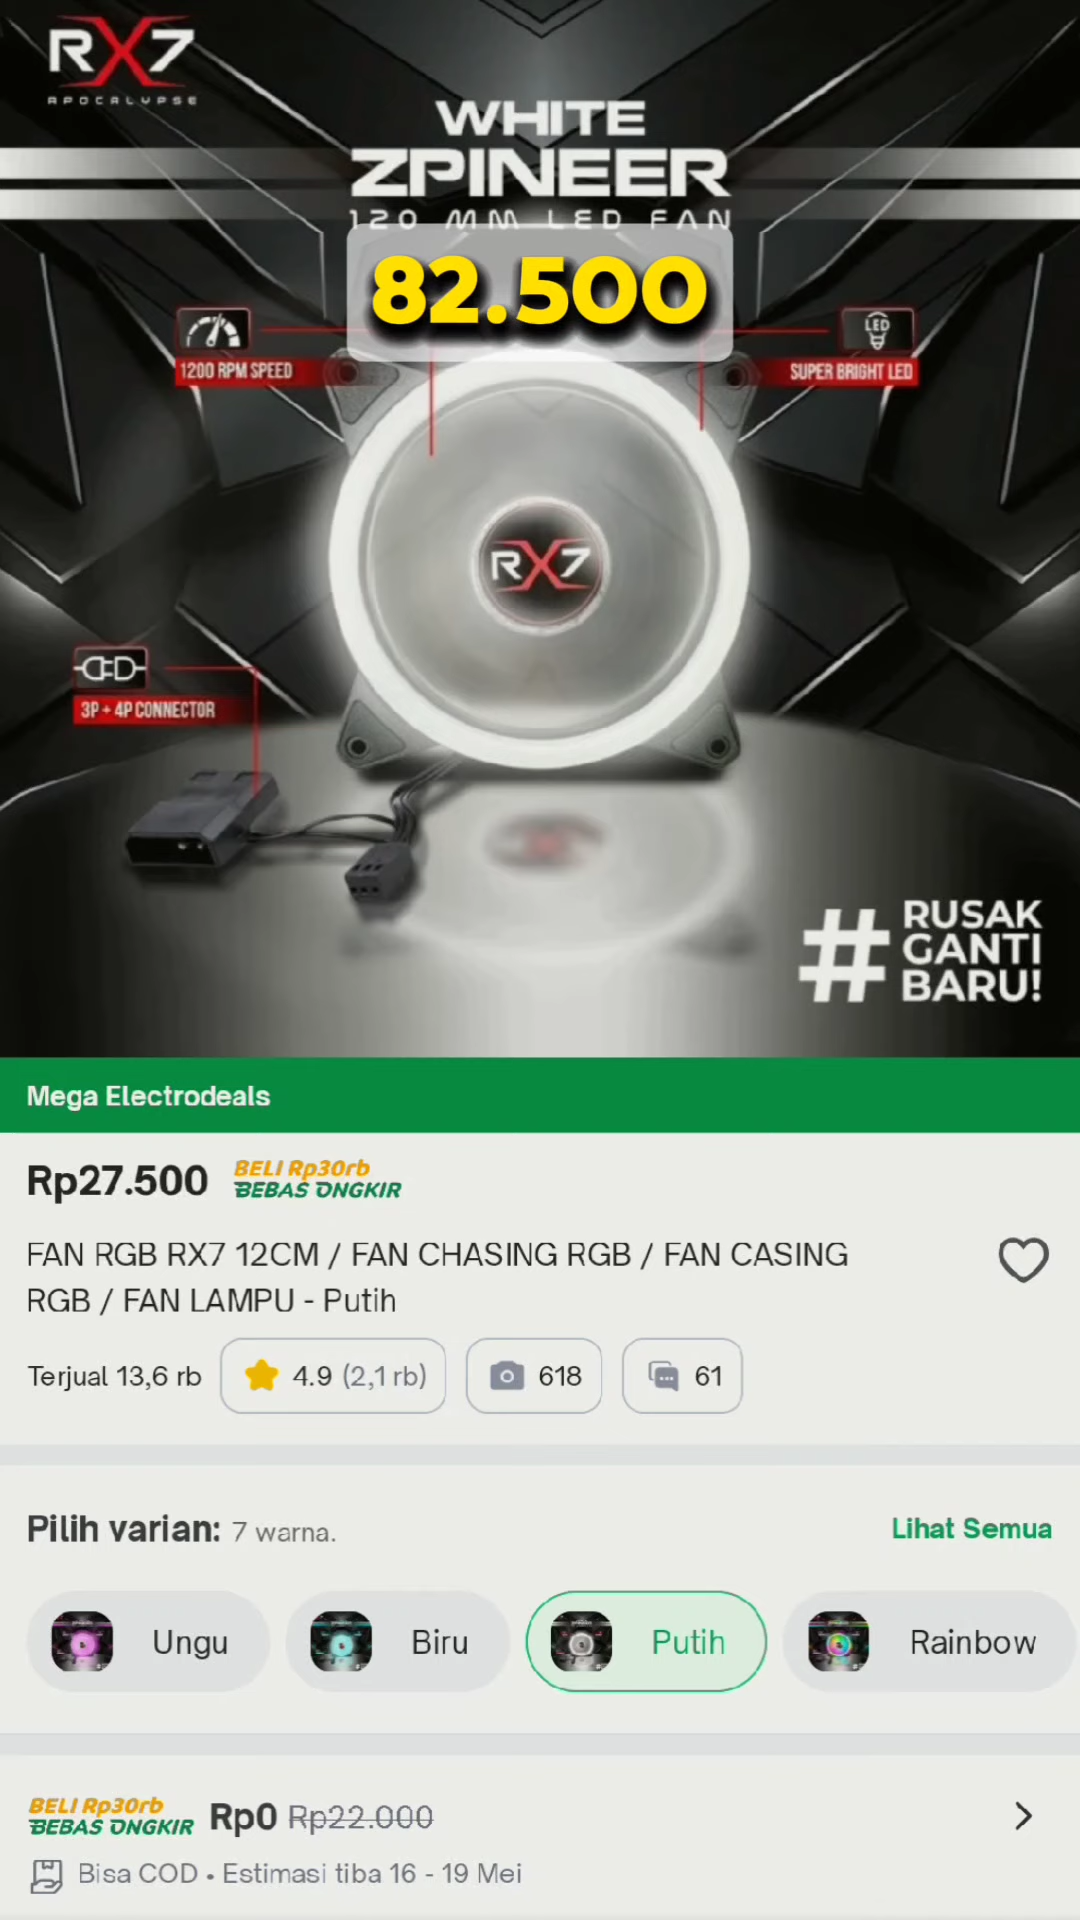 RX7
APOCALYPSE
WHITE
ZPINEER
120 MM LED FAN
82.500
LED
1200 RPM SPEED
SUPER BRIGHT LED
RX7
3P + 4P CONNECTOR
# RUSAK
GANTI
BARU!
Mega Electrodeals
Rp27.500
BELI Rp30rb
BEBAS ONGKIR
FAN RGB RX7 12CM / FAN CHASING RGB / FAN CASING
RGB / FAN LAMPU - Putih
Terjual 13,6 rb 4.9 (2,1 rb) 618 61
Pilih varian: 7 warna. Lihat Semua
Ungu Biru Putih Rainbow
BELI Rp30rb
BEBAS ONGKIR
Rp0 Rp22.000
Bisa COD • Estimasi tiba 16 - 19 Mei